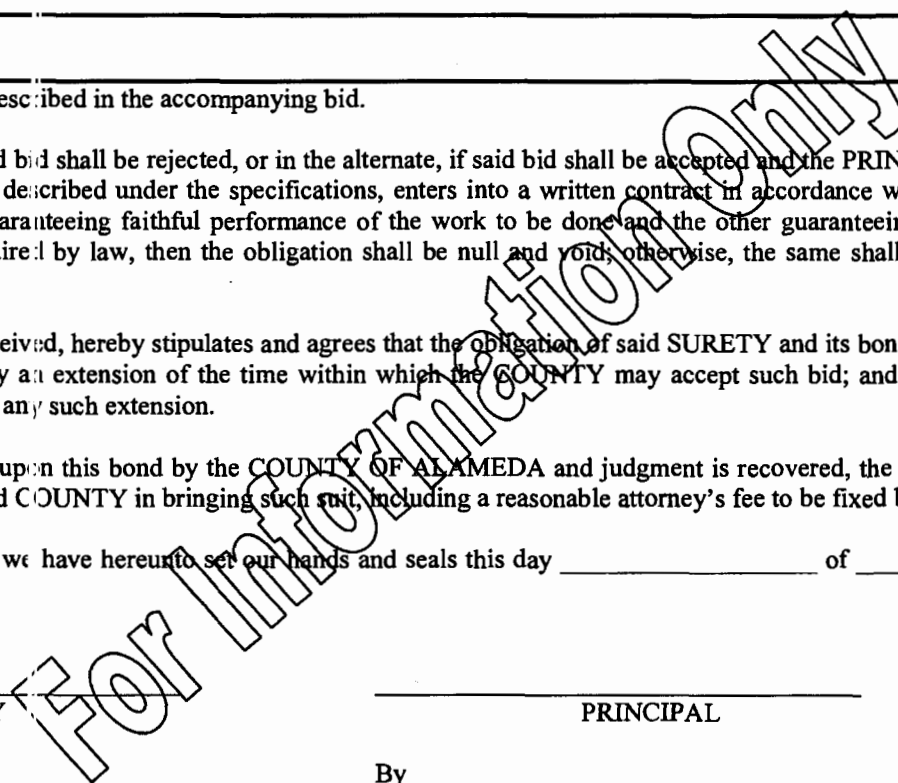 escribed in the accompanying bid.
d bid shall be rejected, or in the alternate, if said bid shall be accepted and the PRIN
described under the specifications, enters into a written contract in accordance w
aranteeing faithful performance of the work to be done and the other guaranteein
ired by law, then the obligation shall be null and void; otherwise, the same shall
eived, hereby stipulates and agrees that the obligation of said SURETY and its bon
y an extension of the time within which the COUNTY may accept such bid; and
any such extension.
upon this bond by the COUNTY OF ALAMEDA and judgment is recovered, the
d COUNTY in bringing such suit, including a reasonable attorney's fee to be fixed b
we have hereunto set our hands and seals this day ____________ of ____
PRINCIPAL
By
For Information Only